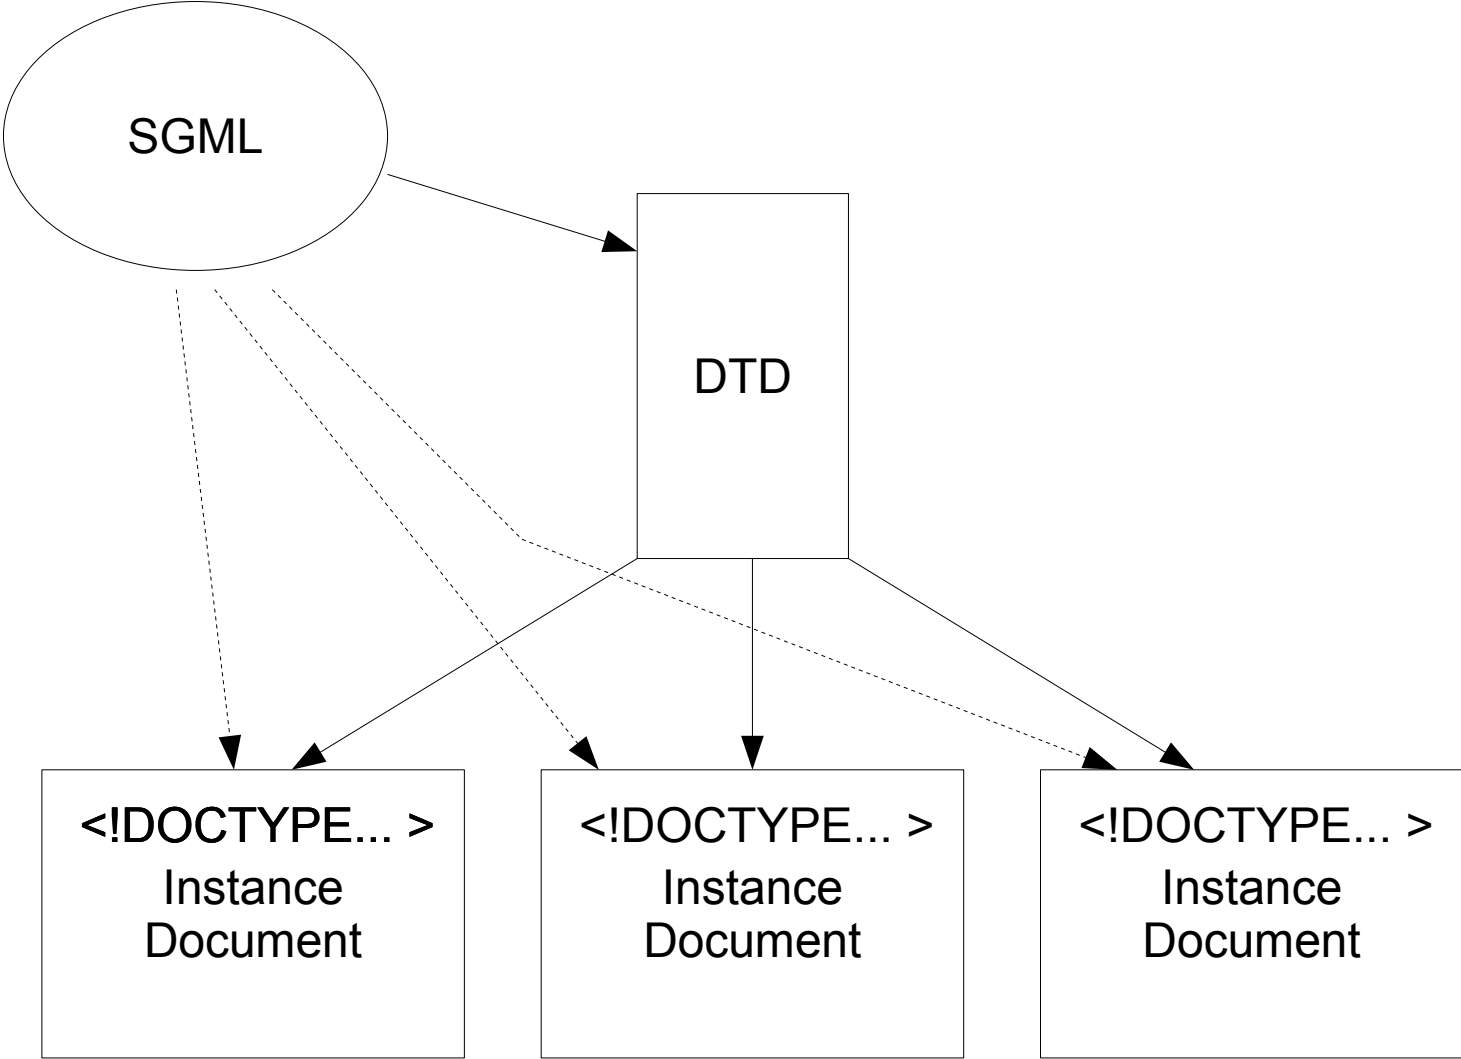 SGML
DTD
<!DOCTYPE... >
Instance
Document
<!DOCTYPE... >
Instance
Document
<!DOCTYPE... >
Instance
Document